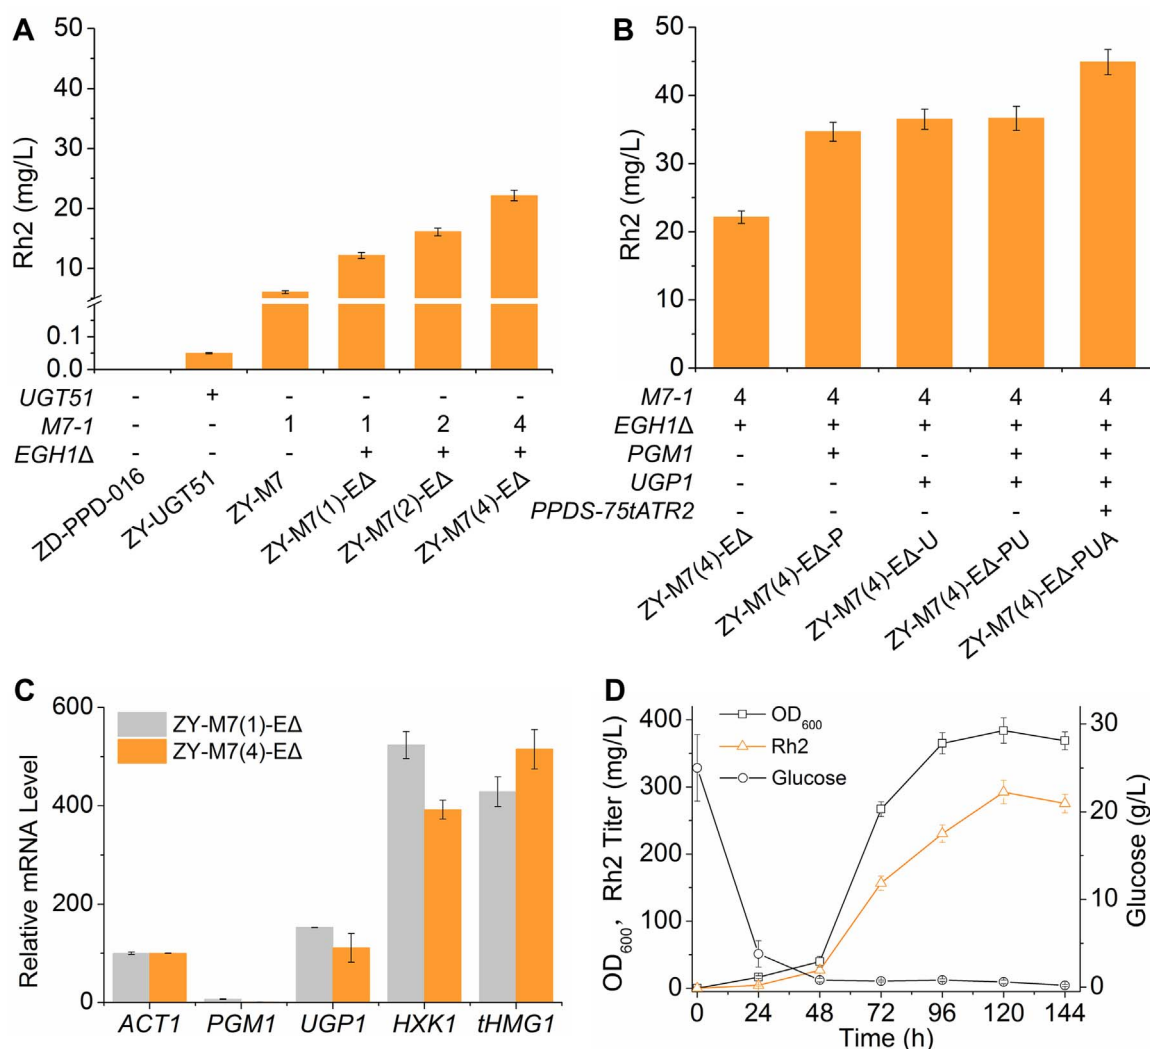 A
50
40
30
20
10
0.1
0.0
Rh2 (mg/L)
UGT51 - + - - - -
M7-1 - - 1 1 2 4
EGH1Δ - - - + + +
ZD-PPD-016
ZY-UGT51
ZY-M7
ZY-M7(1)-EΔ
ZY-M7(2)-EΔ
ZY-M7(4)-EΔ
B
50
40
30
20
10
0
Rh2 (mg/L)
M7-1 4 4 4 4 4
EGH1Δ + + + + +
PGM1 - + - + +
UGP1 - - + + +
PPDS-75tATR2 - - - - +
ZY-M7(4)-EΔ
ZY-M7(4)-EΔ-P
ZY-M7(4)-EΔ-U
ZY-M7(4)-EΔ-PU
ZY-M7(4)-EΔ-PUA
C
600
400
200
0
Relative mRNA Level
ZY-M7(1)-EΔ
ZY-M7(4)-EΔ
ACT1 PGM1 UGP1 HXK1 tHMG1
D
400
350
300
250
200
150
100
50
0
OD600, Rh2 Titer (mg/L)
OD600
Rh2
Glucose
30
20
10
0
Glucose (g/L)
0 24 48 72 96 120 144
Time (h)